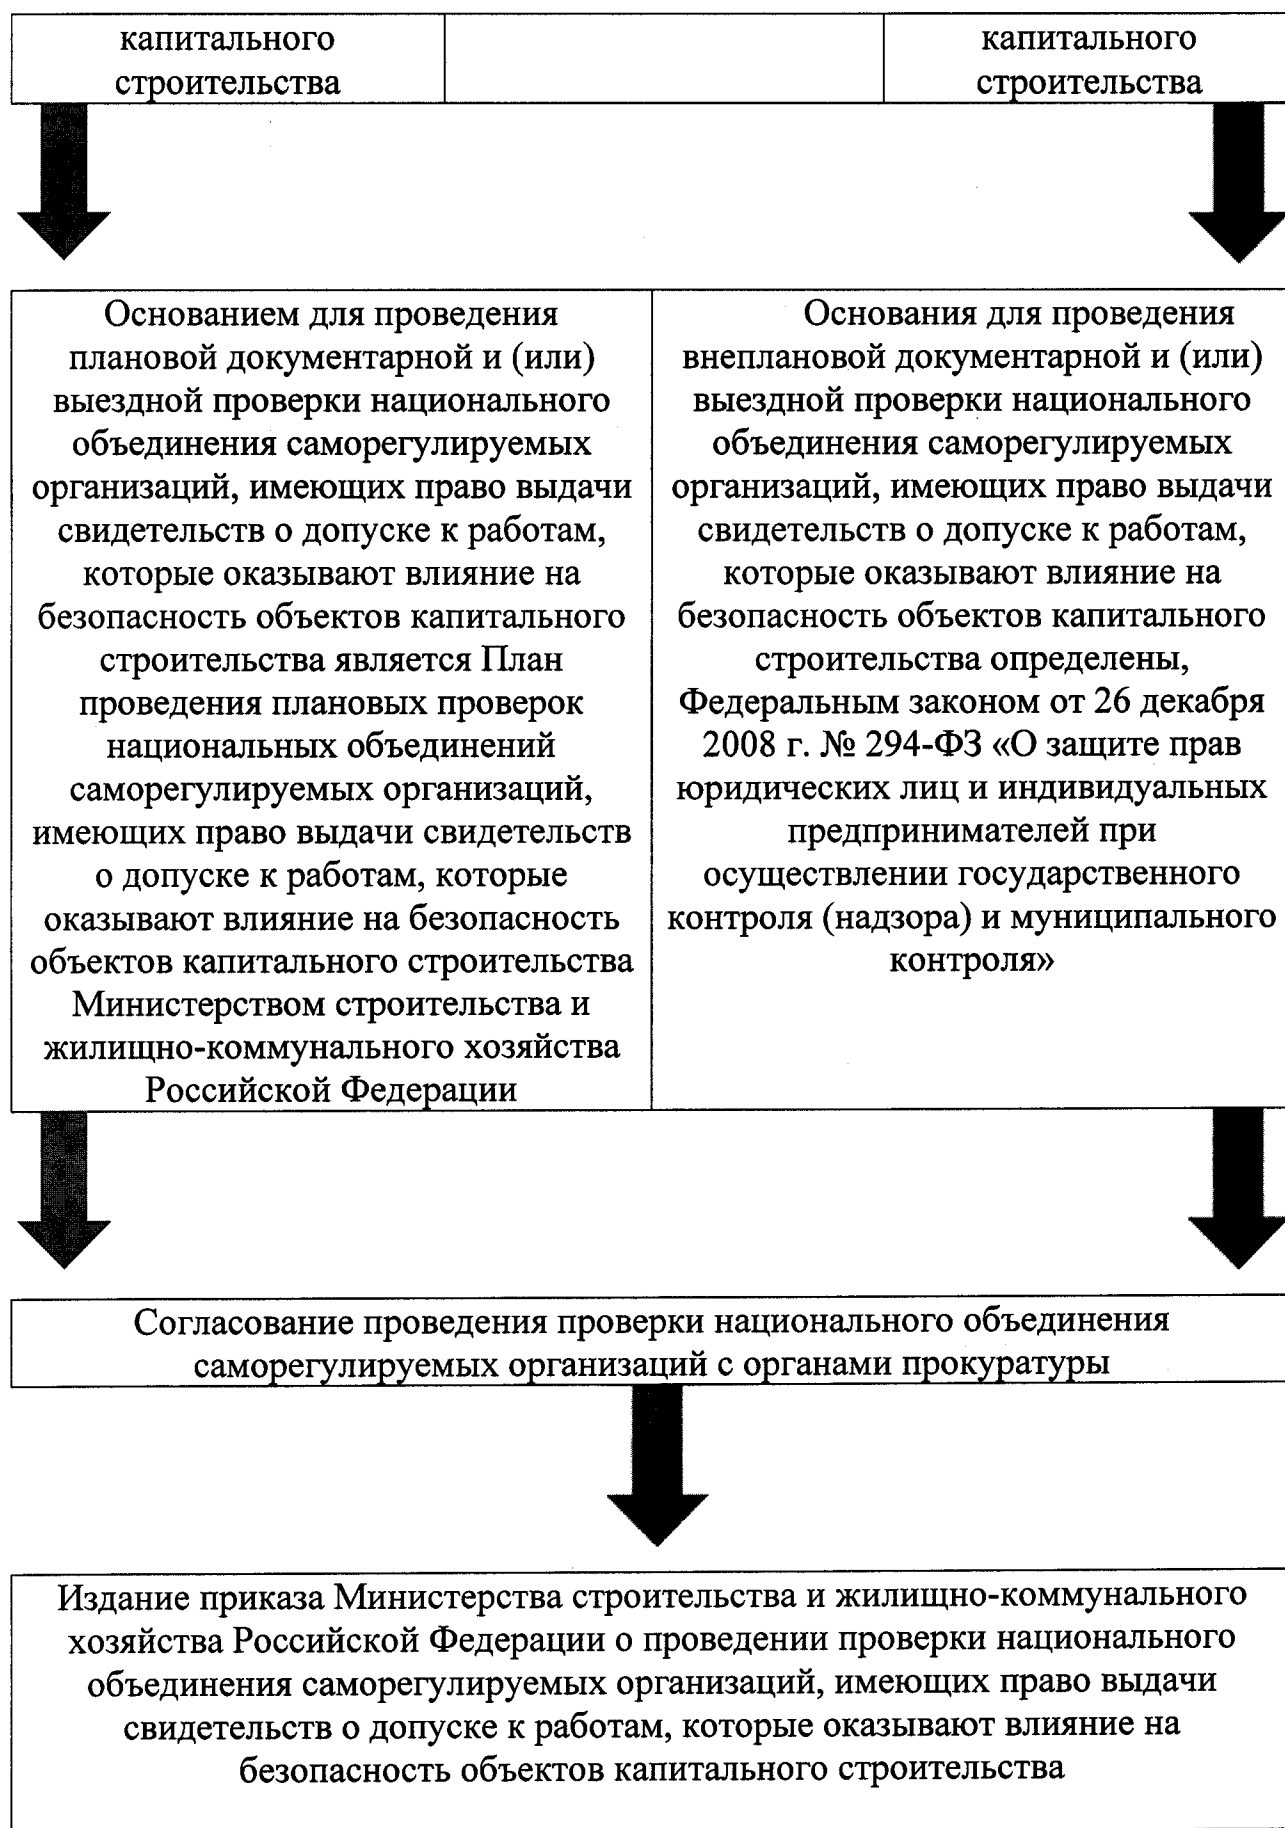 капитального
строительства
капитального
строительства
Основанием для проведения
плановой документарной и (или)
выездной проверки национального
объединения саморегулируемых
организаций, имеющих право выдачи
свидетельств о допуске к работам,
которые оказывают влияние на
безопасность объектов капитального
строительства является План
проведения плановых проверок
национальных объединений
саморегулируемых организаций,
имеющих право выдачи свидетельств
о допуске к работам, которые
оказывают влияние на безопасность
объектов капитального строительства
Министерством строительства и
жилищно-коммунального хозяйства
Российской Федерации
Основания для проведения
внеплановой документарной и (или)
выездной проверки национального
объединения саморегулируемых
организаций, имеющих право выдачи
свидетельств о допуске к работам,
которые оказывают влияние на
безопасность объектов капитального
строительства определены,
Федеральным законом от 26 декабря
2008 г. № 294-ФЗ «О защите прав
юридических лиц и индивидуальных
предпринимателей при
осуществлении государственного
контроля (надзора) и муниципального
контроля»
Согласование проведения проверки национального объединения
саморегулируемых организаций с органами прокуратуры
Издание приказа Министерства строительства и жилищно-коммунального
хозяйства Российской Федерации о проведении проверки национального
объединения саморегулируемых организаций, имеющих право выдачи
свидетельств о допуске к работам, которые оказывают влияние на
безопасность объектов капитального строительства